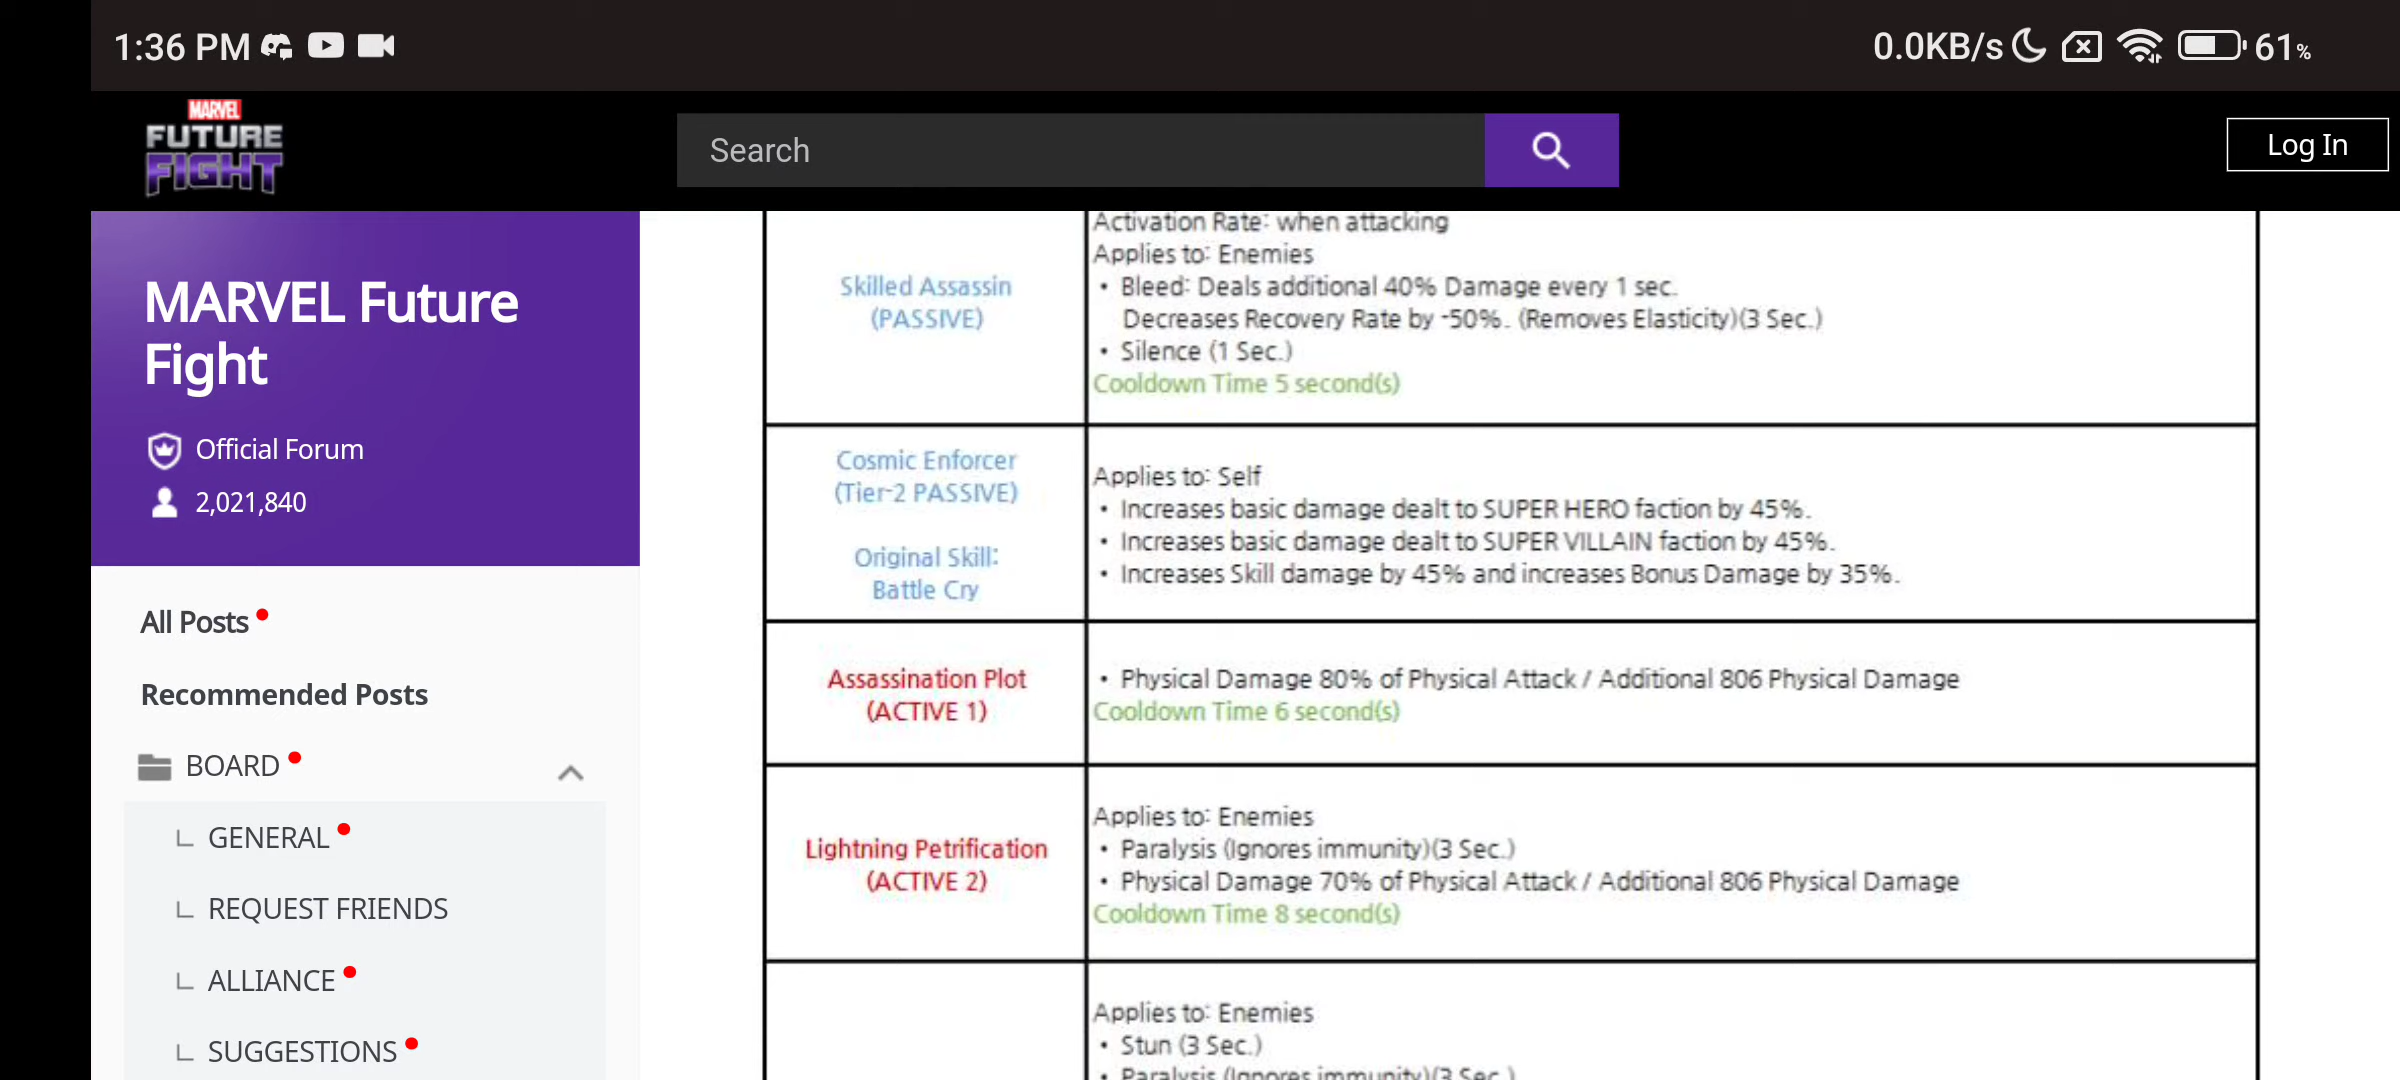 1:36 PM
0.0KB/s
61%
MARVEL
FUTURE
FIGHT
Search
Log In
MARVEL Future
Fight
Official Forum
2,021,840
All Posts
Recommended Posts
BOARD
GENERAL
REQUEST FRIENDS
ALLIANCE
SUGGESTIONS
Skilled Assassin
(PASSIVE)
Activation Rate: when attacking
Applies to: Enemies
• Bleed: Deals additional 40% Damage every 1 sec.
Decreases Recovery Rate by -50%. (Removes Elasticity)(3 Sec.)
• Silence (1 Sec.)
Cooldown Time 5 second(s)
Cosmic Enforcer
(Tier-2 PASSIVE)
Original Skill:
Battle Cry
Applies to: Self
• Increases basic damage dealt to SUPER HERO faction by 45%.
• Increases basic damage dealt to SUPER VILLAIN faction by 45%.
• Increases Skill damage by 45% and increases Bonus Damage by 35%.
Assassination Plot
(ACTIVE 1)
• Physical Damage 80% of Physical Attack / Additional 806 Physical Damage
Cooldown Time 6 second(s)
Lightning Petrification
(ACTIVE 2)
Applies to: Enemies
• Paralysis (Ignores immunity)(3 Sec.)
• Physical Damage 70% of Physical Attack / Additional 806 Physical Damage
Cooldown Time 8 second(s)
Applies to: Enemies
• Stun (3 Sec.)
• Paralysis (Ignores immunity)(3 Sec.)